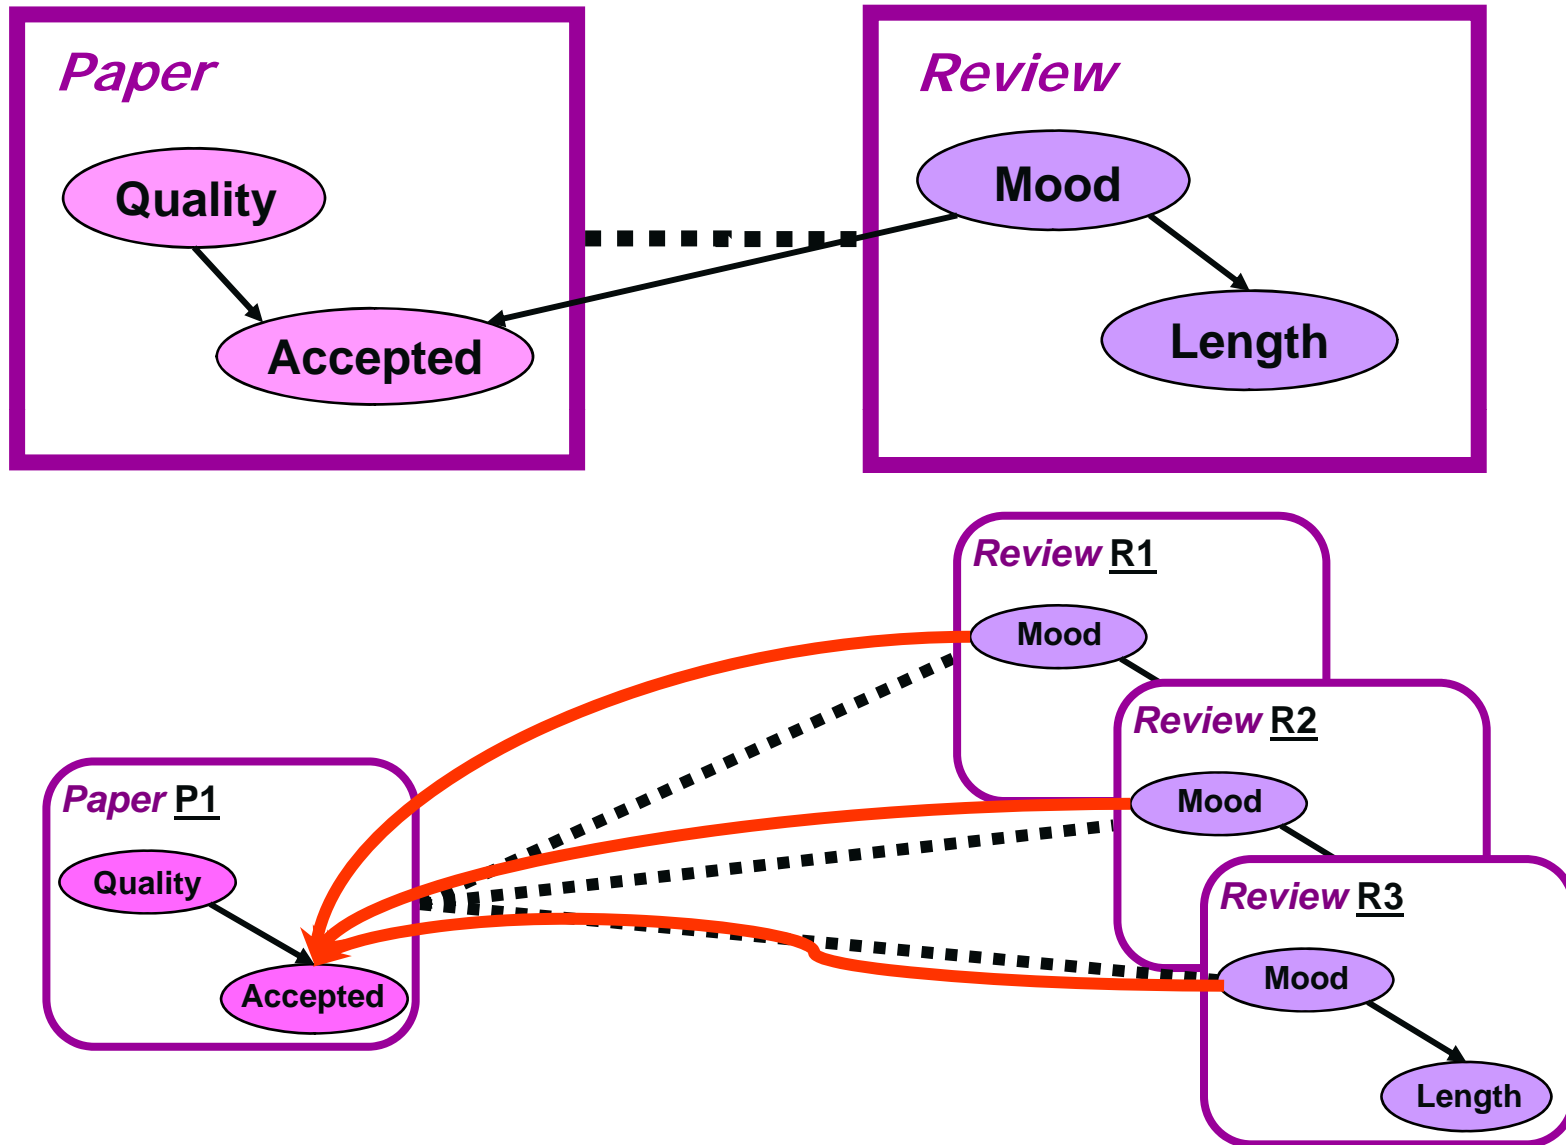 Paper
Quality
Accepted
Review
Mood
Length
Review R1
Mood
Review R2
Mood
Paper P1
Quality
Accepted
Review R3
Mood
Length